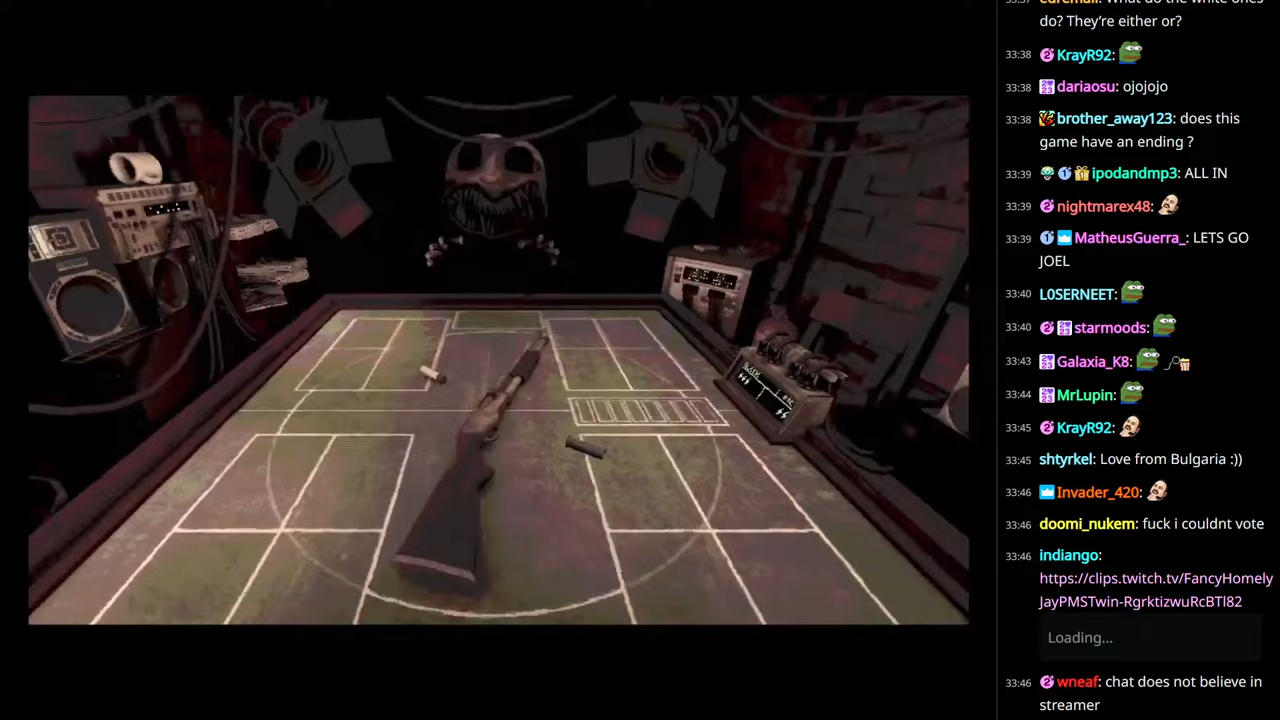 do? They're either or?
33:38 KrayR92:
33:38 dariaosu: ojojojo
33:38 brother_away123: does this
game have an ending ?
33:39 ipodandmp3: ALL IN
33:39 nightmarex48:
33:39 MatheusGuerra_: LETS GO
JOEL
33:40 L0SERNEET:
33:40 starmoods:
33:43 Galaxia_K8:
33:44 MrLupin:
33:45 KrayR92:
33:45 shtyrkel: Love from Bulgaria :))
33:46 Invader_420:
33:46 doomi_nukem: fuck i couldnt vote
33:46 indiango:
https://clips.twitch.tv/FancyHomely
JayPMSTwin-RgrktizwuRcBTl82
Loading...
33:46 wneaf: chat does not believe in
streamer